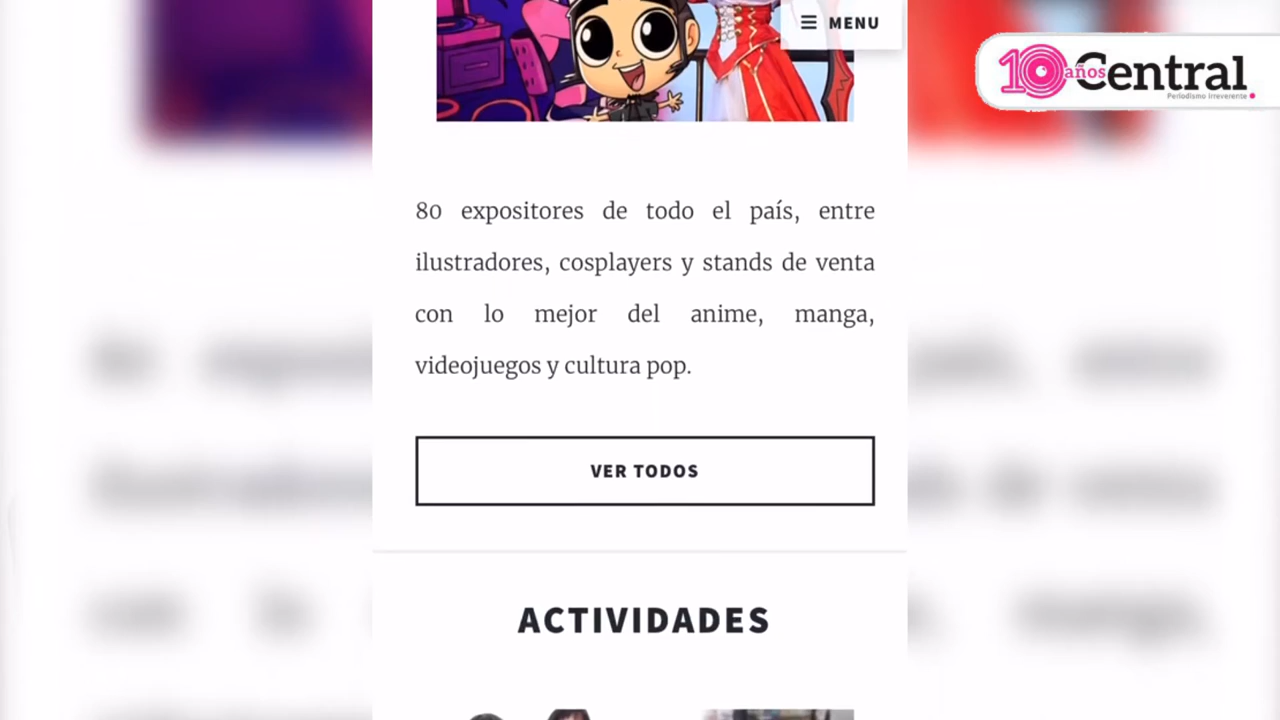 MENU
10 años Central
Periodismo irreverente
80 expositores de todo el país, entre
ilustradores, cosplayers y stands de venta
con lo mejor del anime, manga,
videojuegos y cultura pop.
VER TODOS
ACTIVIDADES